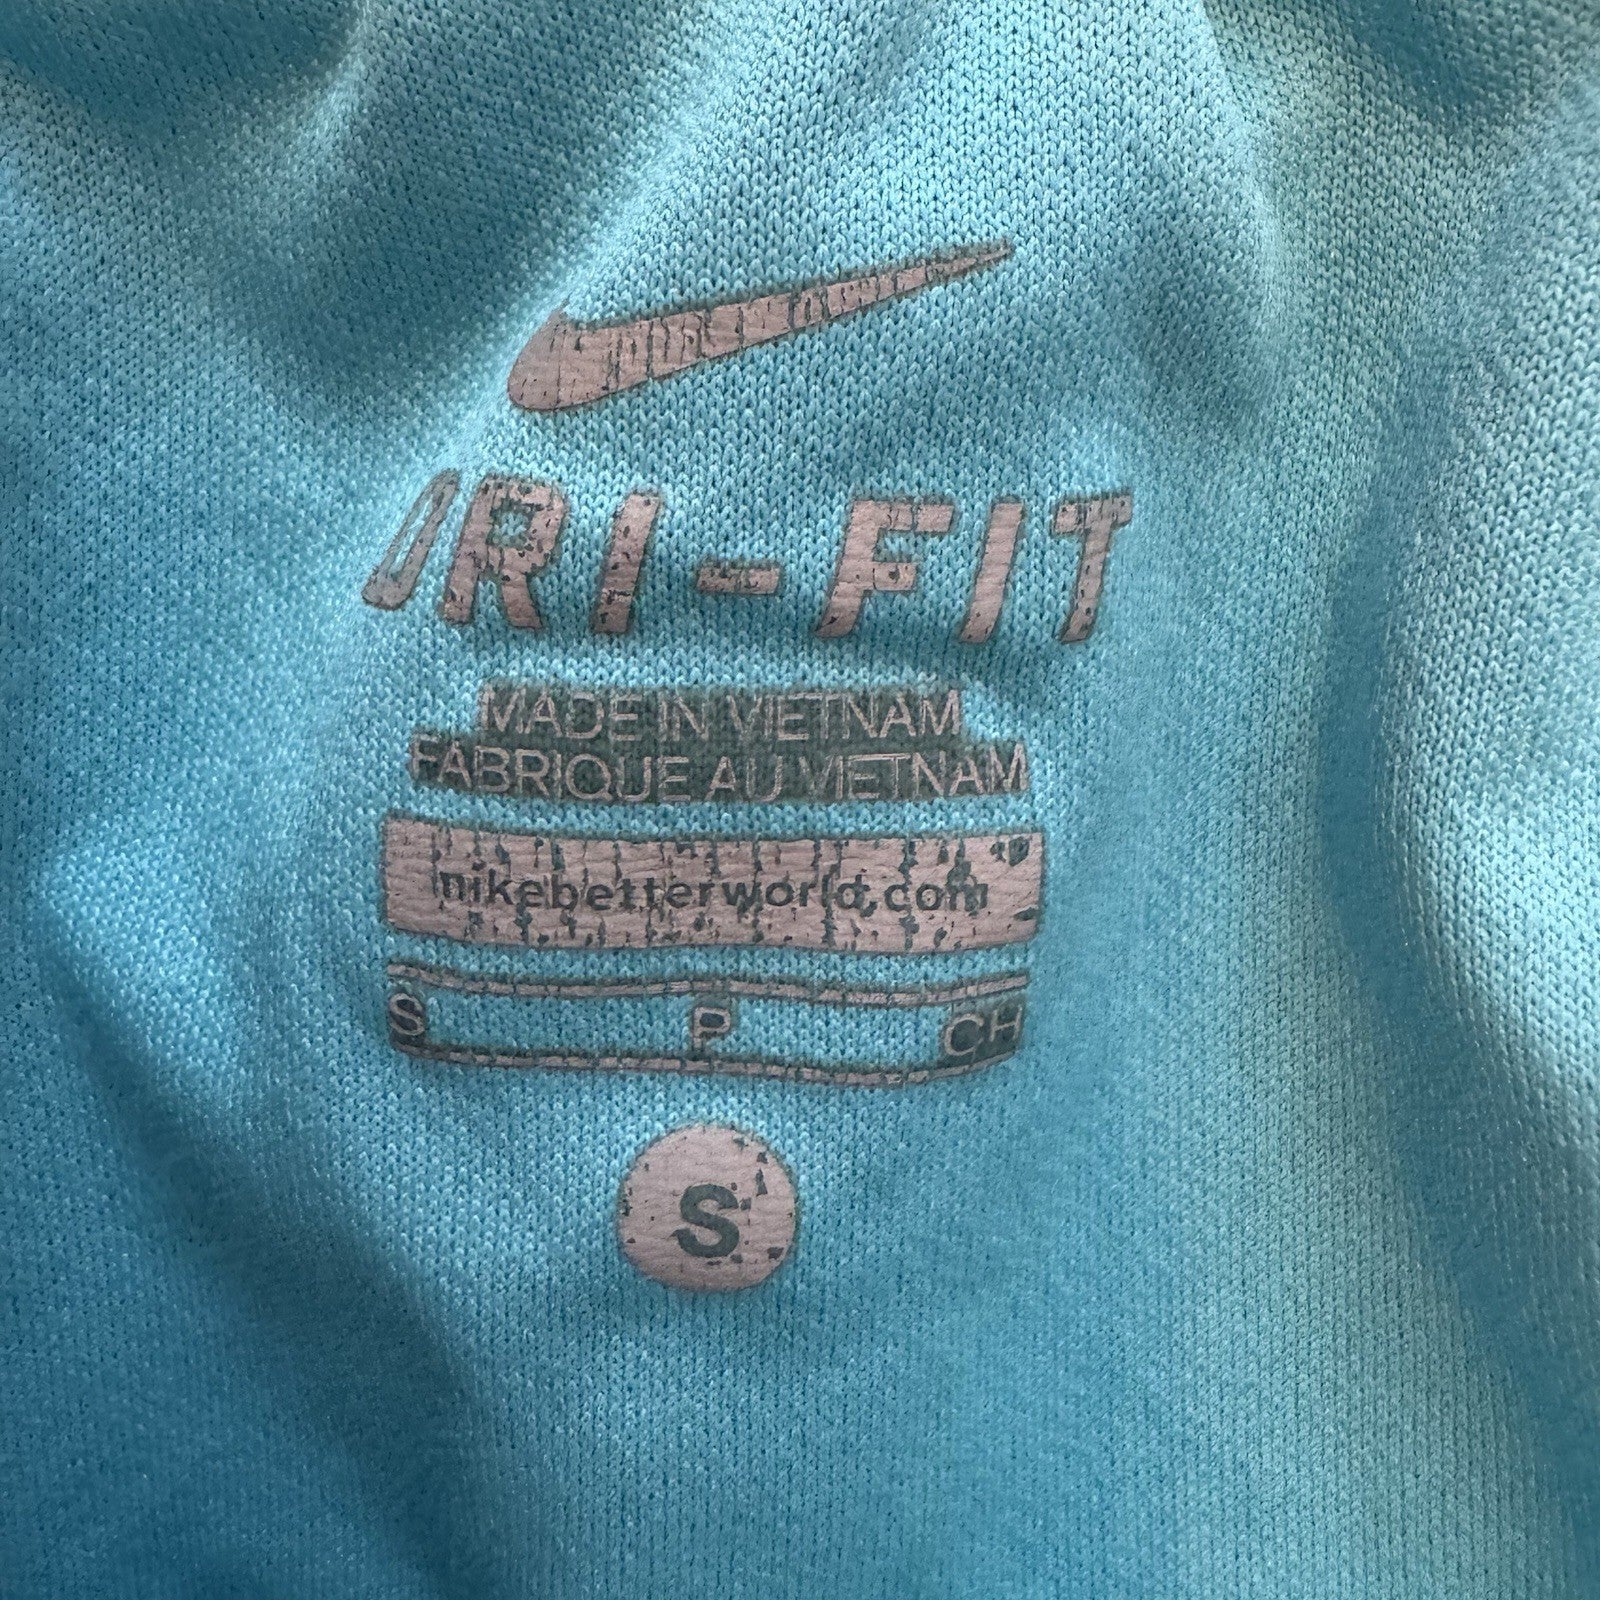 DRI-FIT
MADE IN VIETNAM
FABRIQUE AU VIETNAM
nikebetterworld.com
S P CH
S